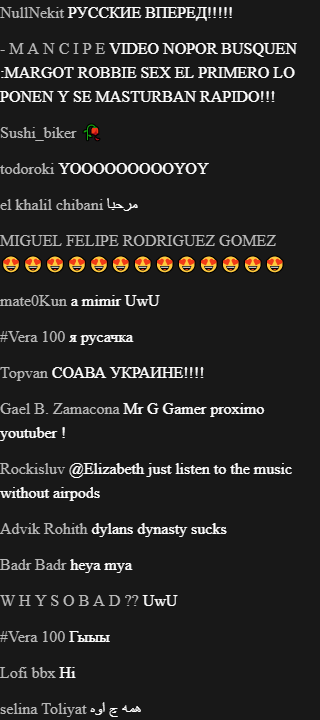 NullNekit РУССКИЕ ВПЕРЕД!!!!!
- M A N C I P E VIDEO NOPOR BUSQUEN
:MARGOT ROBBIE SEX EL PRIMERO LO
PONEN Y SE MASTURBAN RAPIDO!!!
Sushi_biker 🥀
todoroki YOOOOOOOOOYOY
el khalil chibani مرحبا
MIGUEL FELIPE RODRIGUEZ GOMEZ
😍😍😍😍😍😍😍😍😍😍😍😍😍
mate0Kun a mimir UwU
#Vera 100 я русачка
Topvan СОАВА УКРАИНЕ!!!!
Gael B. Zamacona Mr G Gamer proximo
youtuber !
Rockisluv @Elizabeth just listen to the music
without airpods
Advik Rohith dylans dynasty sucks
Badr Badr heya mya
W H Y S O B A D ?? UwU
#Vera 100 Гыыы
Lofi bbx Hi
selina Toliyat همه چ اوه